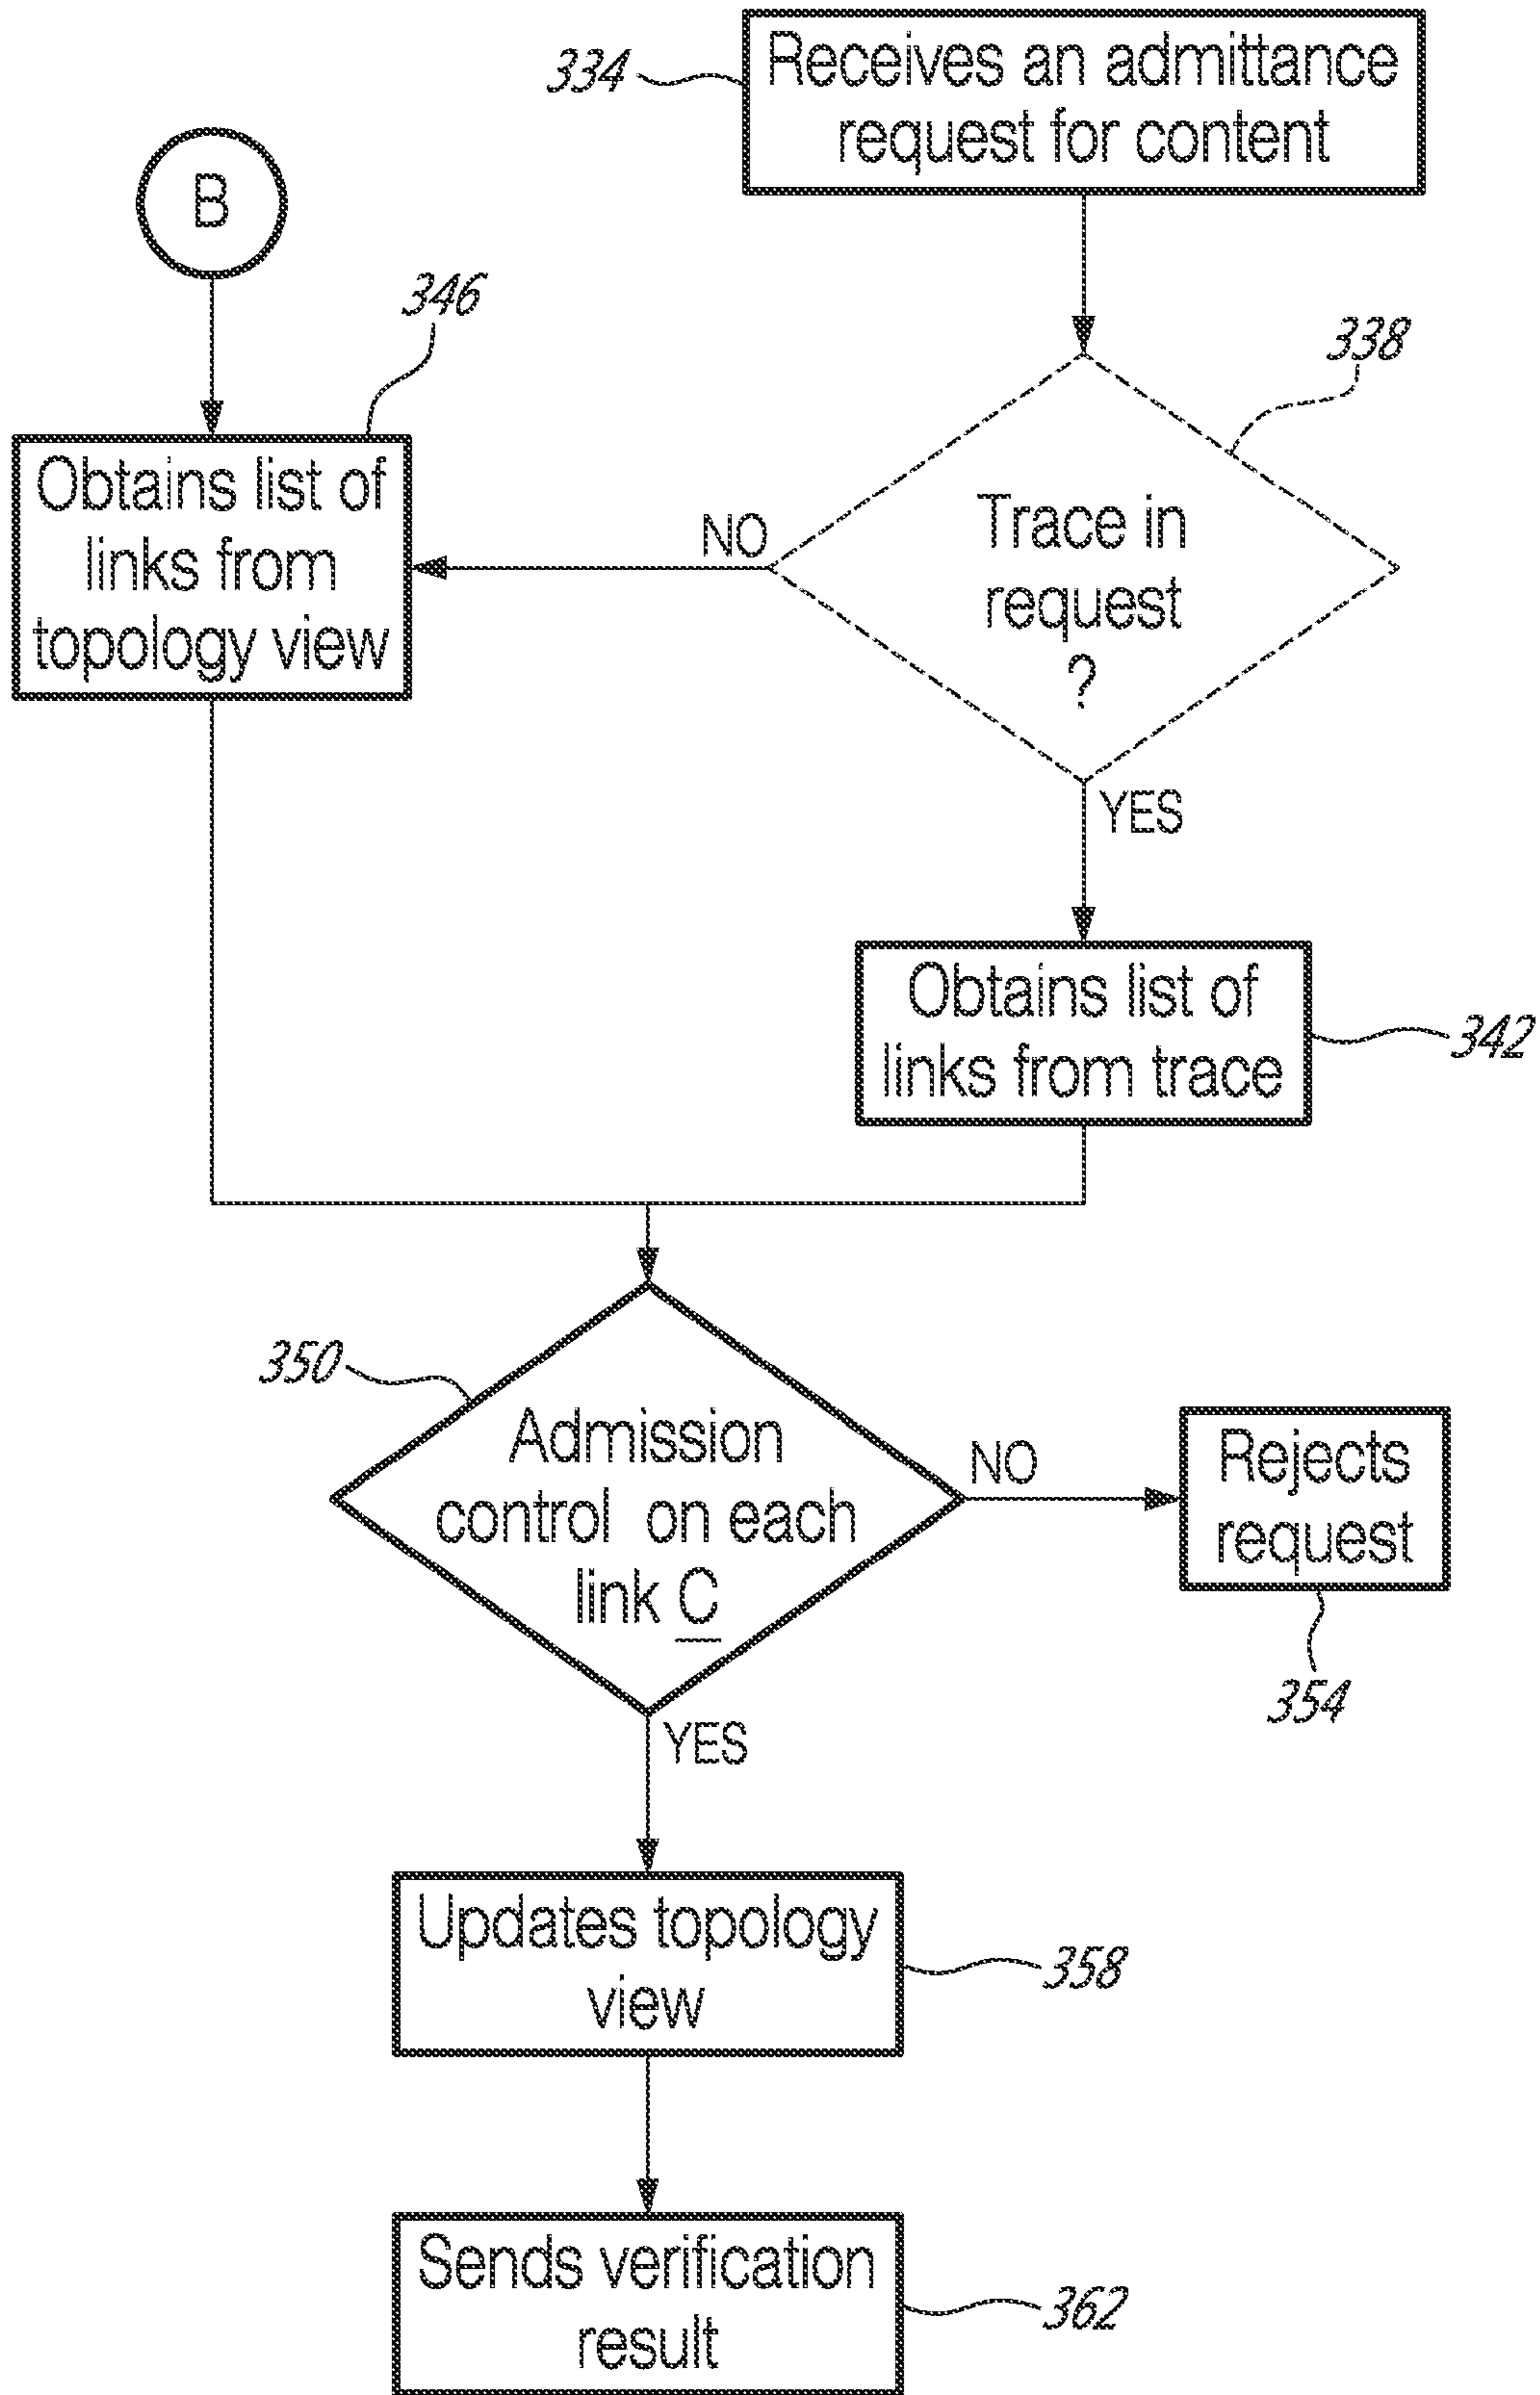 334
Receives an admittance
request for content
B
346
338
Obtains list of
links from
topology view
NO
Trace in
request
?
YES
Obtains list of
links from trace
342
350
Admission
control on each
link C
NO
Rejects
request
354
YES
Updates topology
view
358
Sends verification
result
362